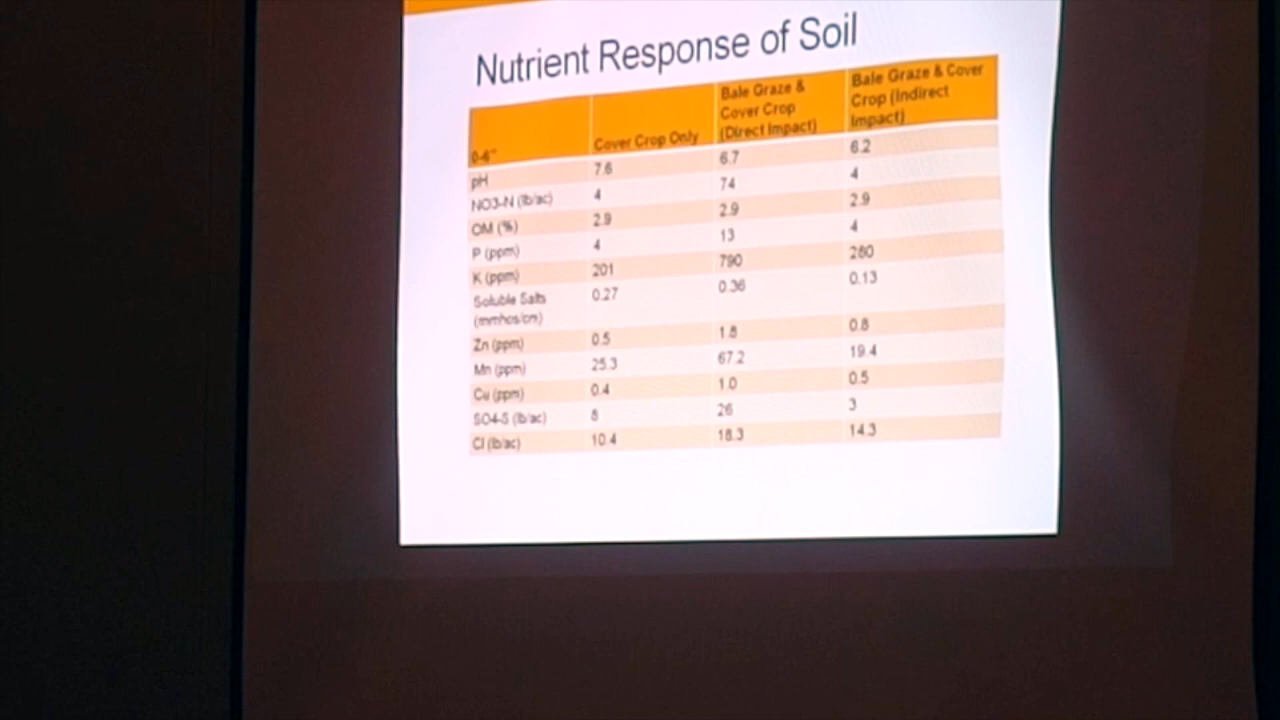 Nutrient Response of Soil
0-6" Cover Crop Only Bale Graze & Cover Crop (Direct Impact) Bale Graze & Cover Crop (Indirect Impact)
pH 7.6 6.7 6.2
NO3-N (lb/ac) 4 74 4
OM (%) 2.9 2.9 2.9
P (ppm) 4 13 4
K (ppm) 201 790 260
Soluble Salts (mmhos/cm) 0.27 0.36 0.13
Zn (ppm) 0.5 1.8 0.8
Mn (ppm) 25.3 67.2 19.4
Cu (ppm) 0.4 1.0 0.5
SO4-S (lb/ac) 8 26 3
Cl (lb/ac) 10.4 18.3 14.3